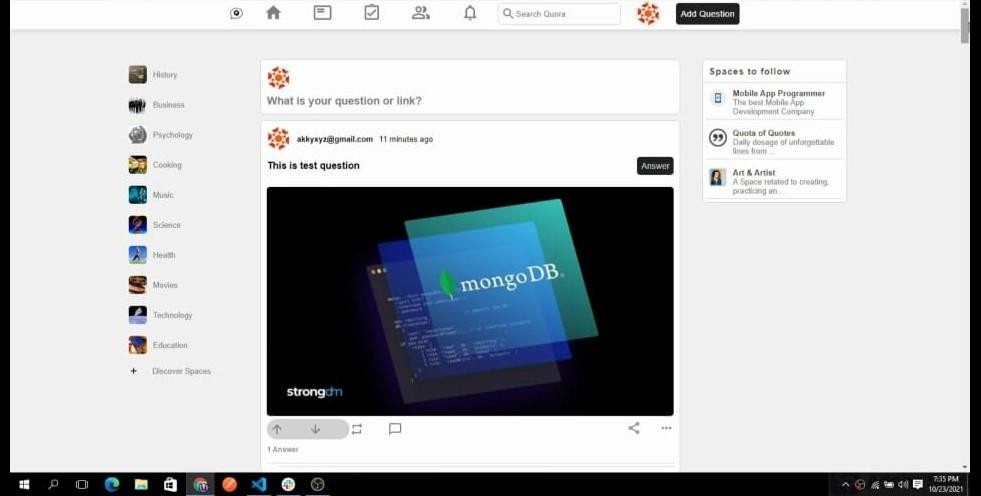 Search Quora
Add Question
History
Business
Psychology
Cooking
Music
Science
Health
Movies
Technology
Education
+ Discover Spaces
What is your question or link?
akkyxyz@gmail.com 11 minutes ago
This is test question
Answer
mongoDB.
strongdm
1 Answer
Spaces to follow
Mobile App Programmer
The best Mobile App
Development Company
Quota of Quotes
Daily dosage of unforgettable
lines from ...
Art & Artist
A Space related to creating,
practicing an...
7:35 PM
10/23/2021